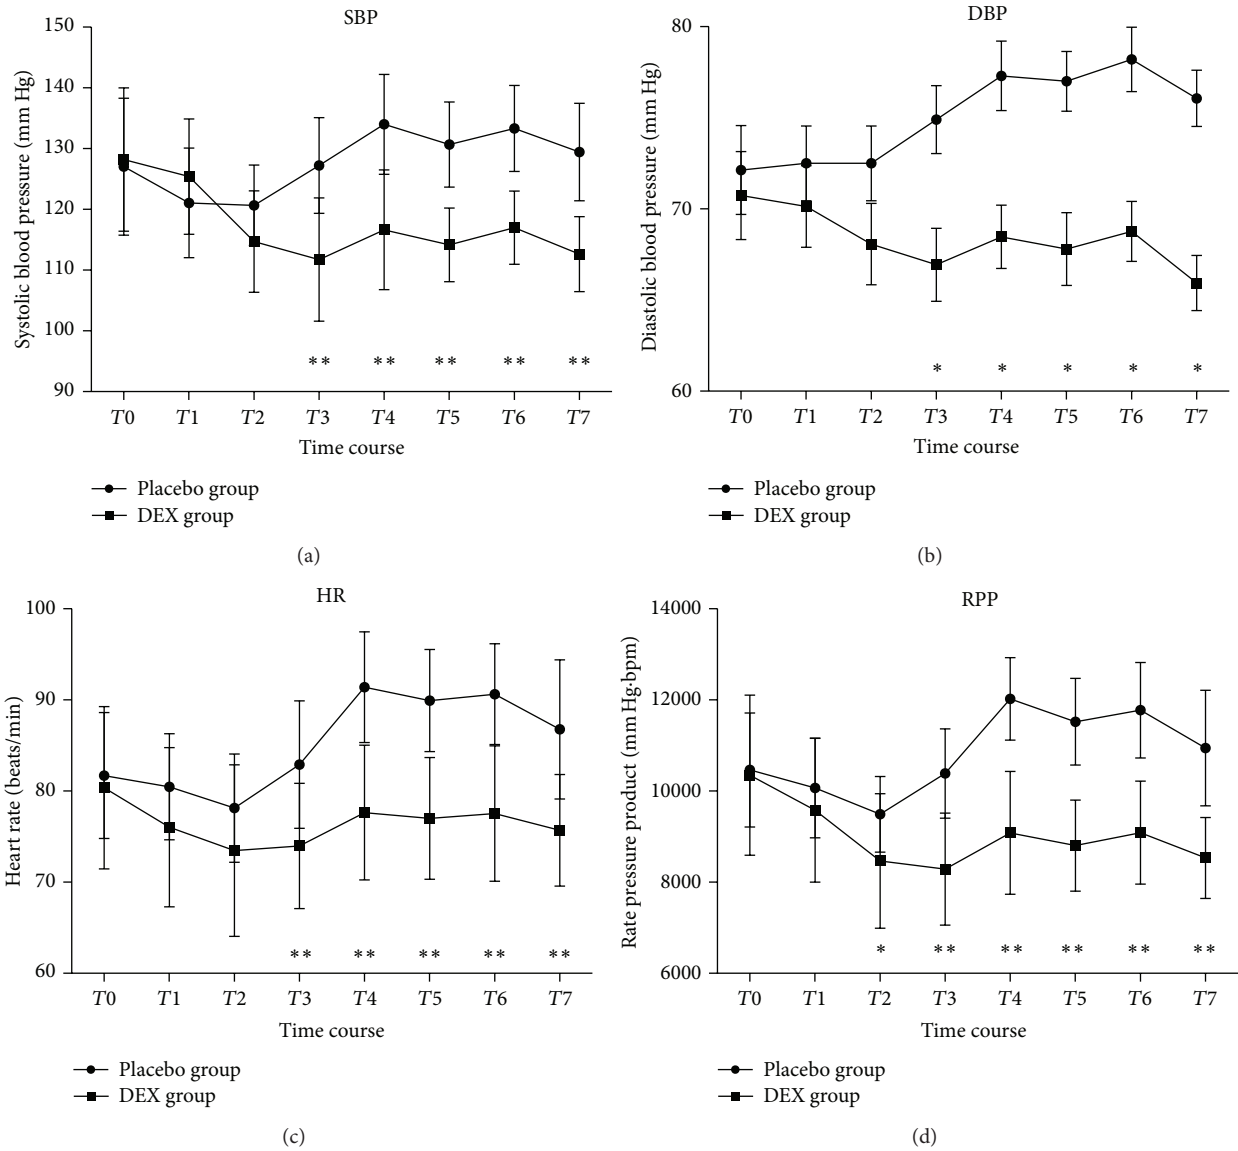 SBP
Systolic blood pressure (mm Hg)
150
140
130
120
110
100
90
** ** ** ** **
T0 T1 T2 T3 T4 T5 T6 T7
Time course
Placebo group
DEX group
(a)
DBP
Diastolic blood pressure (mm Hg)
80
70
60
* * * * *
T0 T1 T2 T3 T4 T5 T6 T7
Time course
Placebo group
DEX group
(b)
HR
Heart rate (beats/min)
100
90
80
70
60
** ** ** ** **
T0 T1 T2 T3 T4 T5 T6 T7
Time course
Placebo group
DEX group
(c)
RPP
Rate pressure product (mm Hg·bpm)
14000
12000
10000
8000
6000
* ** ** ** ** **
T0 T1 T2 T3 T4 T5 T6 T7
Time course
Placebo group
DEX group
(d)